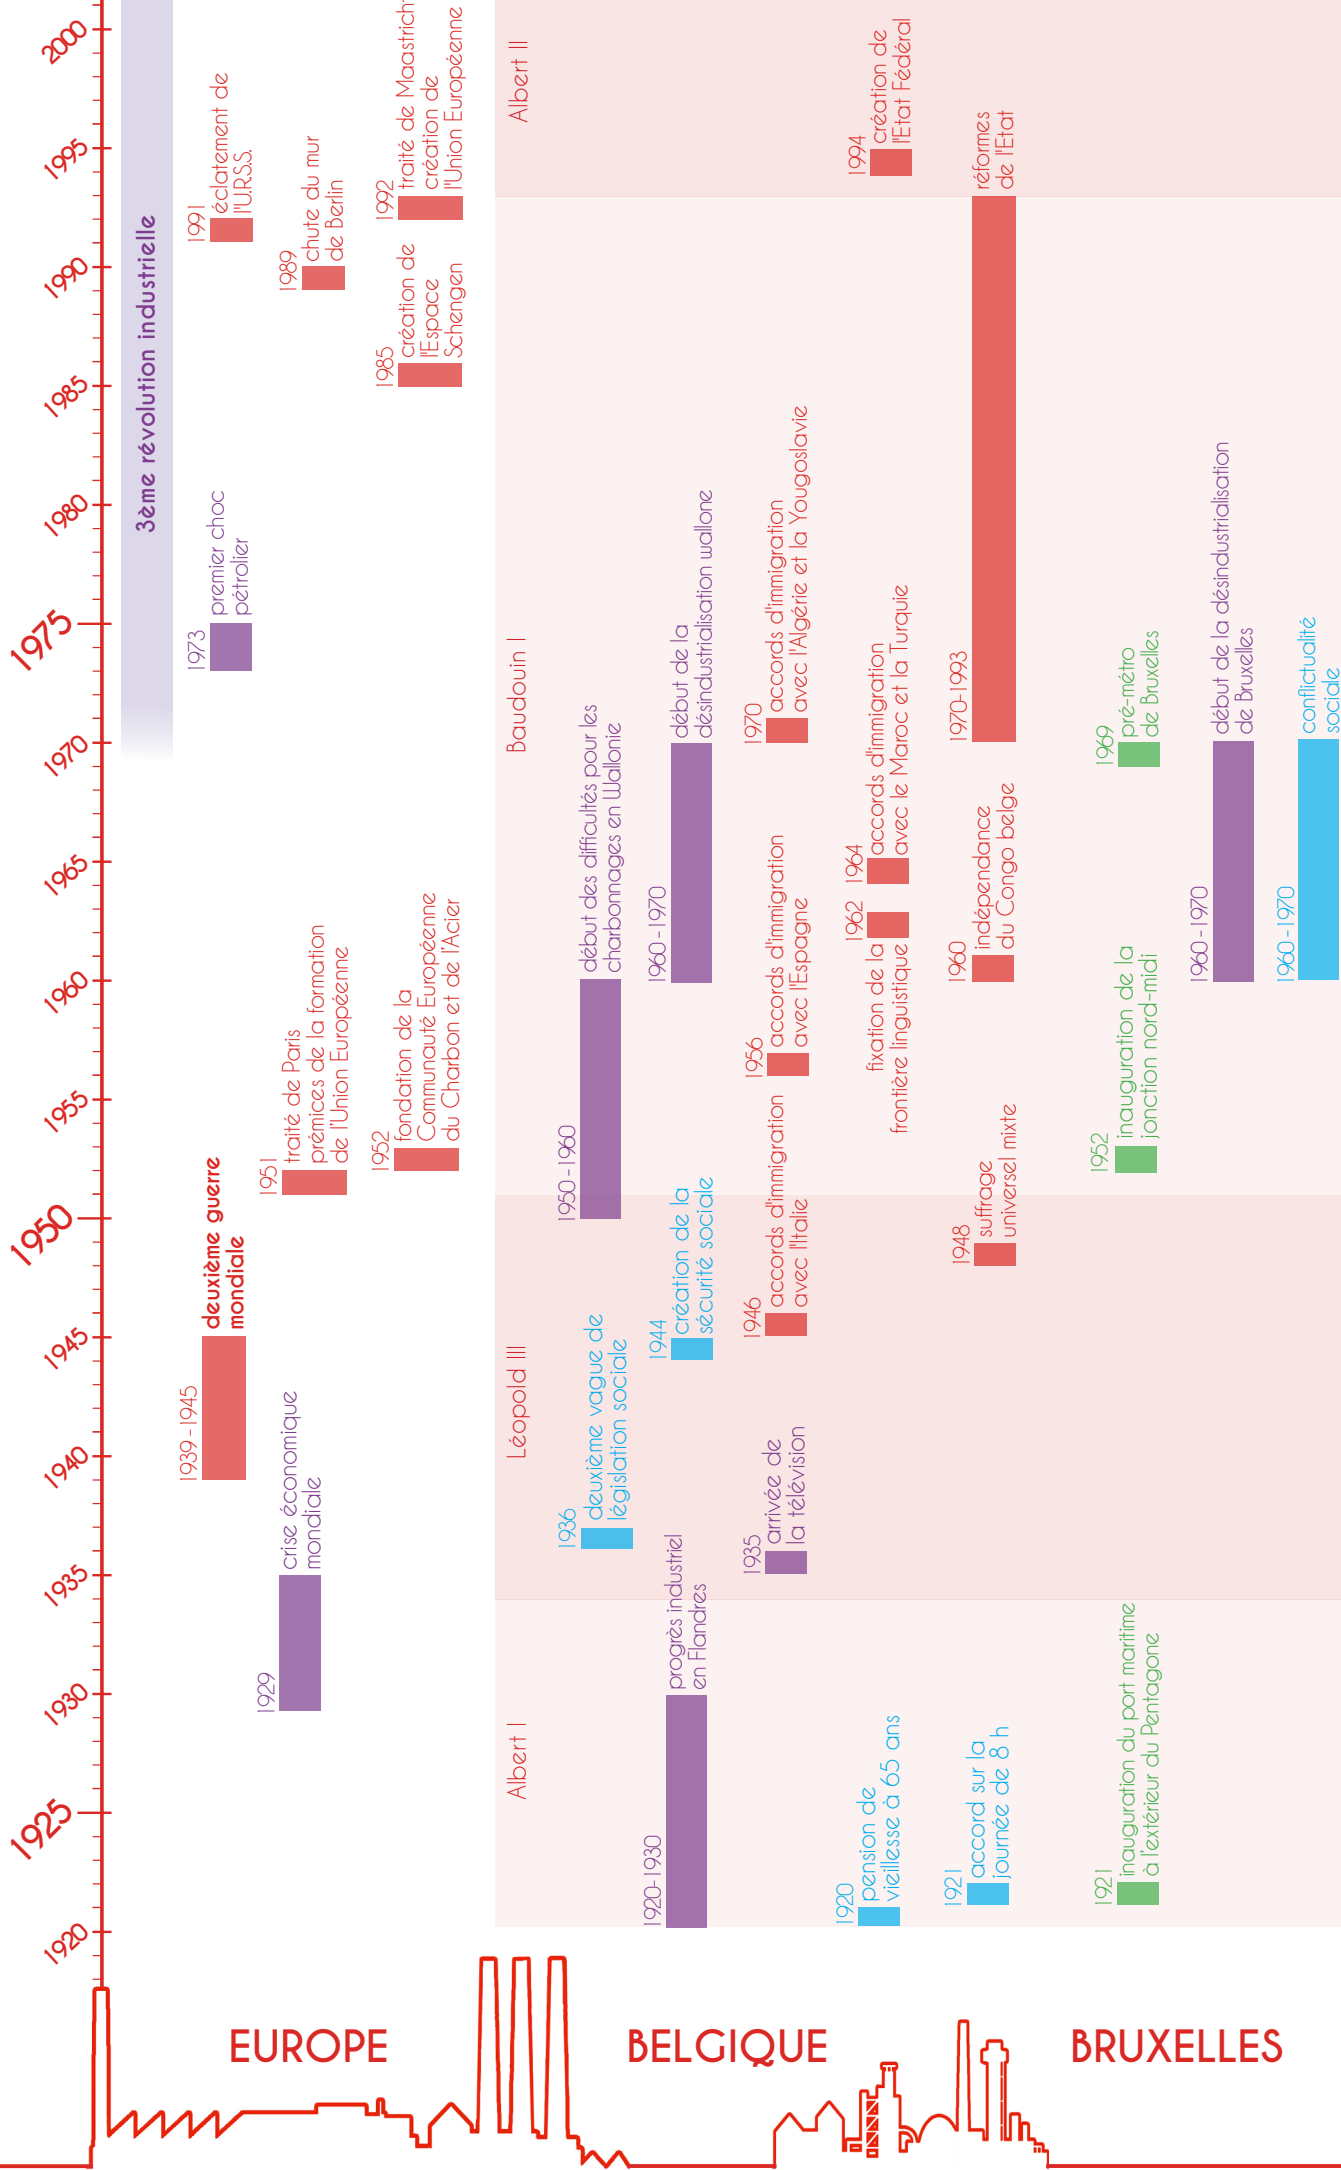 2000
1995
1990
1985
1980
1975
1970
1965
1960
1955
1950
1945
1940
1935
1930
1925
1920
3ème révolution industrielle
1991
éclatement de
l'U.R.S.S.
1989
chute du mur
de Berlin
1992
traité de Maastricht
création de
l'Union Européenne
1985
création de
l'Espace
Schengen
1973
premier choc
pétrolier
1951
traité de Paris
prémices de la formation
de l'Union Européenne
1952
fondation de la
Communauté Européenne
du Charbon et de l'Acier
1939 - 1945
deuxième guerre
mondiale
1929
crise économique
mondiale
Albert II
Baudouin I
Léopold III
Albert I
1994
création de
l'Etat Fédéral
1970-1993
réformes
de l'Etat
1950 - 1960
début des difficultés pour les
charbonnages en Wallonie
1960 - 1970
début de la
désindustrialisation wallone
1970
accords d'immigration
avec l'Algérie et la Yougoslavie
1964
accords d'immigration
avec le Maroc et la Turquie
1962
fixation de la
frontière linguistique
1960
indépendance
du Congo belge
1956
accords d'immigration
avec l'Espagne
1948
suffrage
universel mixte
1946
accords d'immigration
avec l'Italie
1944
création de la
sécurité sociale
1936
deuxième vague de
législation sociale
1935
arrivée de
la télévision
1920-1930
progrès industriel
en Flandres
1920
pension de
vieillesse à 65 ans
1921
accord sur la
journée de 8 h
1969
pré-métro
de Bruxelles
1960 - 1970
début de la désindustrialisation
de Bruxelles
1960 - 1970
conflictualité
sociale
1952
inauguration de la
jonction nord-midi
1921
inauguration du port maritime
à l'extérieur du Pentagone
EUROPE
BELGIQUE
BRUXELLES